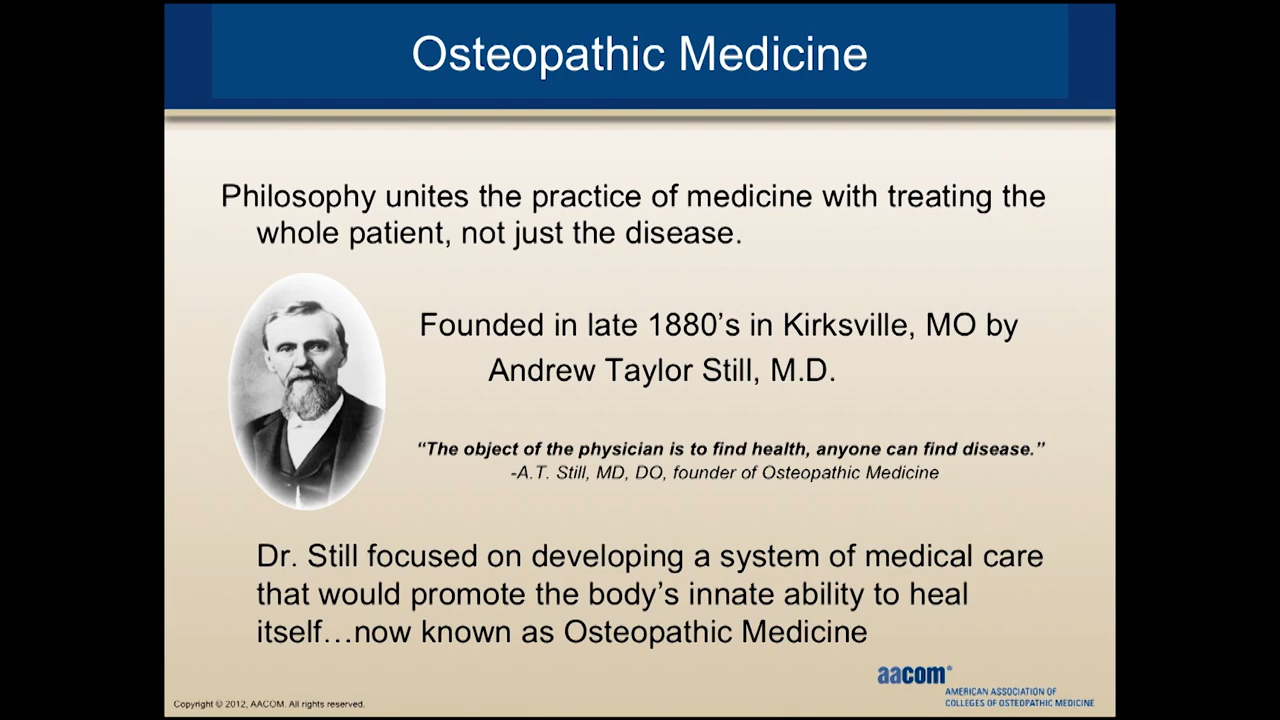 Osteopathic Medicine
Philosophy unites the practice of medicine with treating the
whole patient, not just the disease.
Founded in late 1880’s in Kirksville, MO by
Andrew Taylor Still, M.D.
“The object of the physician is to find health, anyone can find disease.”
-A.T. Still, MD, DO, founder of Osteopathic Medicine
Dr. Still focused on developing a system of medical care
that would promote the body’s innate ability to heal
itself…now known as Osteopathic Medicine
aacom®
AMERICAN ASSOCIATION OF
COLLEGES OF OSTEOPATHIC MEDICINE
Copyright © 2012, AACOM. All rights reserved.